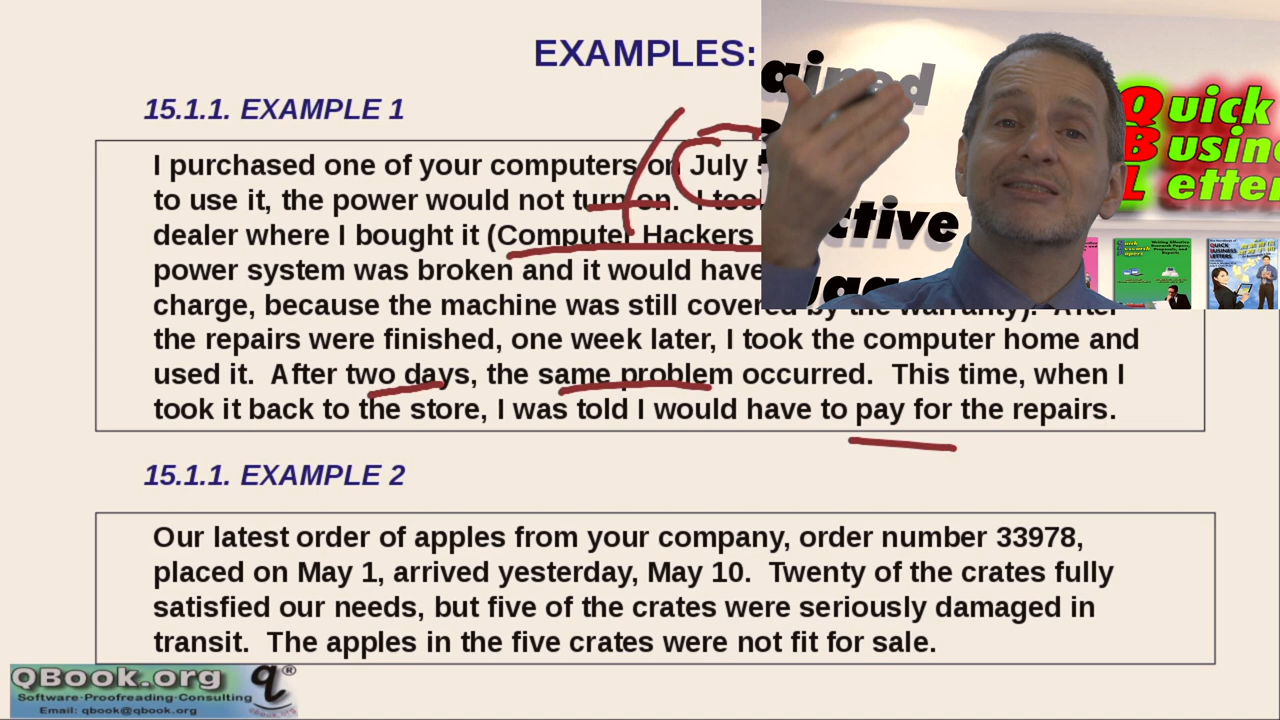 EXAMPLES:
15.1.1. EXAMPLE 1
I purchased one of your computers on July
to use it, the power would not turn on. I took
dealer where I bought it (Computer Hackers
power system was broken and it would have
charge, because the machine was still covered by the warranty). After
the repairs were finished, one week later, I took the computer home and
used it. After two days, the same problem occurred. This time, when I
took it back to the store, I was told I would have to pay for the repairs.
15.1.1. EXAMPLE 2
Our latest order of apples from your company, order number 33978,
placed on May 1, arrived yesterday, May 10. Twenty of the crates fully
satisfied our needs, but five of the crates were seriously damaged in
transit. The apples in the five crates were not fit for sale.
QBook.org q®
Software·Proofreading·Consulting
Email: qbook@qbook.org
Quick
Busine
Letter
ctive